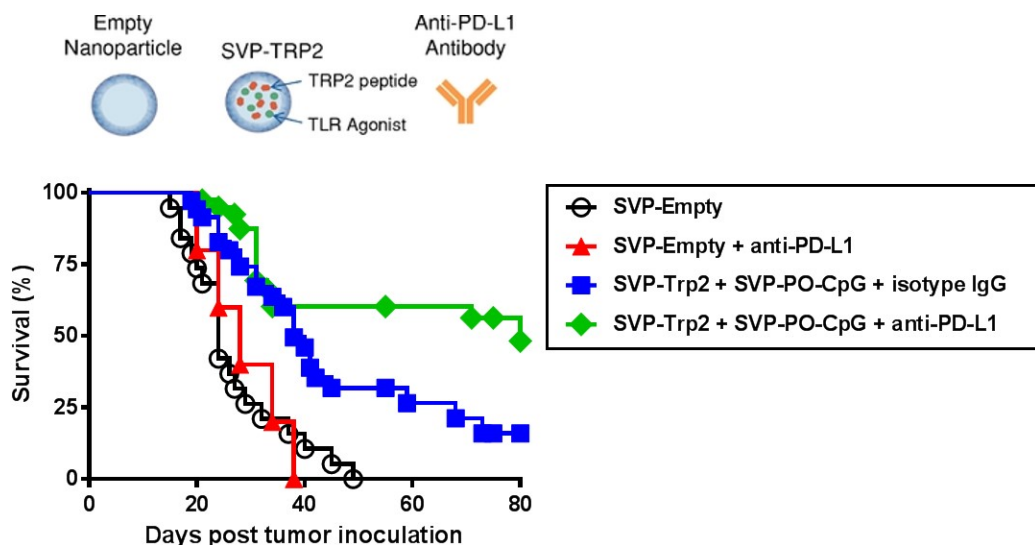 Empty
Nanoparticle
SVP-TRP2
TRP2 peptide
TLR Agonist
Anti-PD-L1
Antibody
Survival (%)
100
75
50
25
0
0 20 40 60 80
Days post tumor inoculation
SVP-Empty
SVP-Empty + anti-PD-L1
SVP-Trp2 + SVP-PO-CpG + isotype IgG
SVP-Trp2 + SVP-PO-CpG + anti-PD-L1